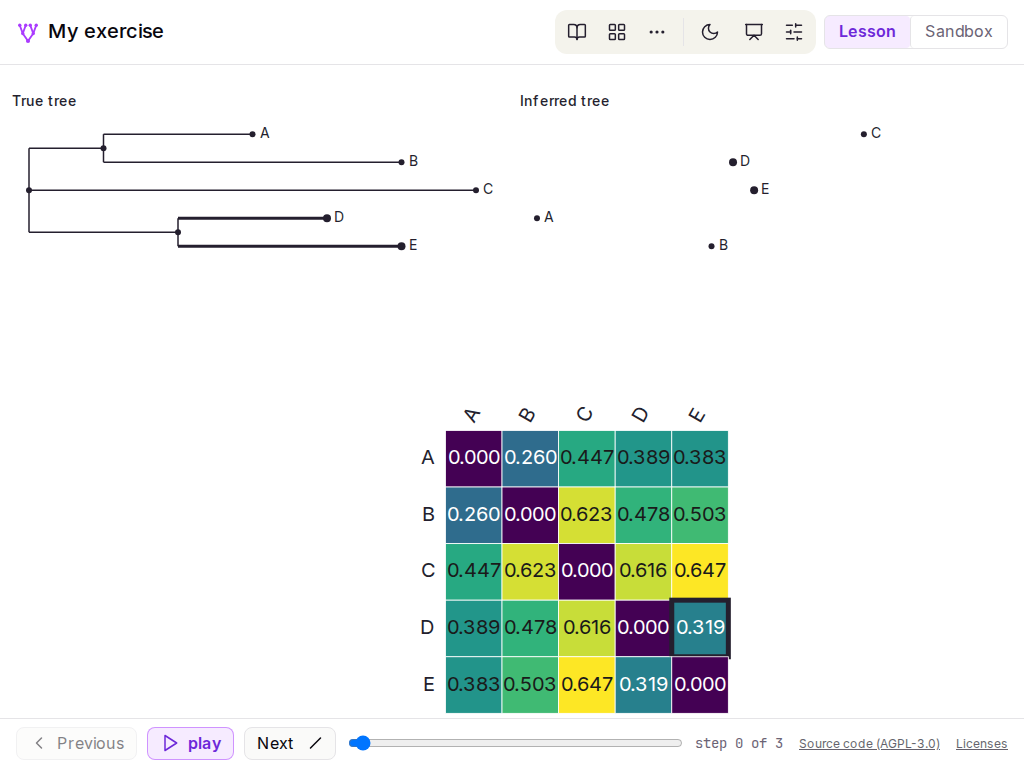 My exercise
Lesson Sandbox
True tree
A
B
C
D
E
Inferred tree
C
D
E
A
B
A B C D E
A 0.000 0.260 0.447 0.389 0.383
B 0.260 0.000 0.623 0.478 0.503
C 0.447 0.623 0.000 0.616 0.647
D 0.389 0.478 0.616 0.000 0.319
E 0.383 0.503 0.647 0.319 0.000
Previous play Next step 0 of 3 Source code (AGPL-3.0) Licenses